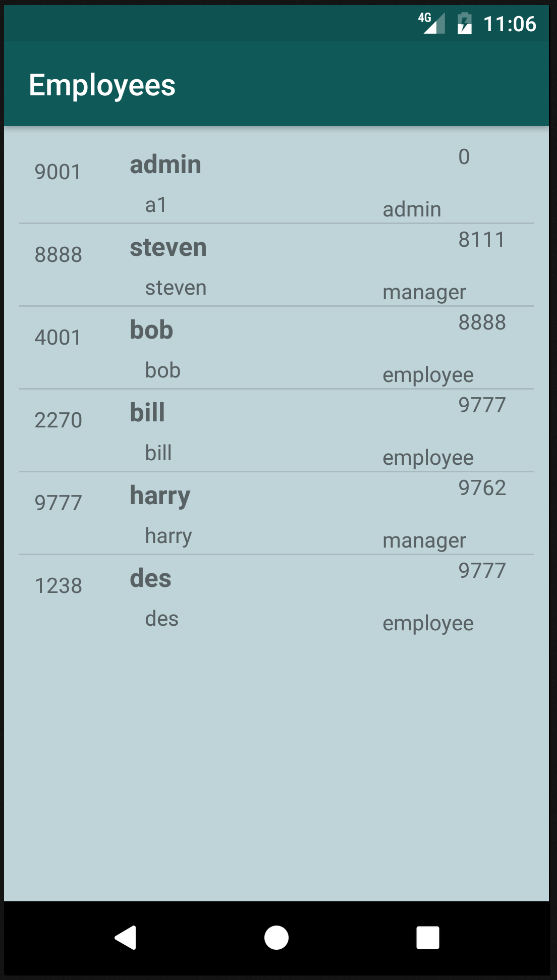 4G 11:06
Employees
9001 admin 0
a1 admin
8888 steven 8111
steven manager
4001 bob 8888
bob employee
2270 bill 9777
bill employee
9777 harry 9762
harry manager
1238 des 9777
des employee